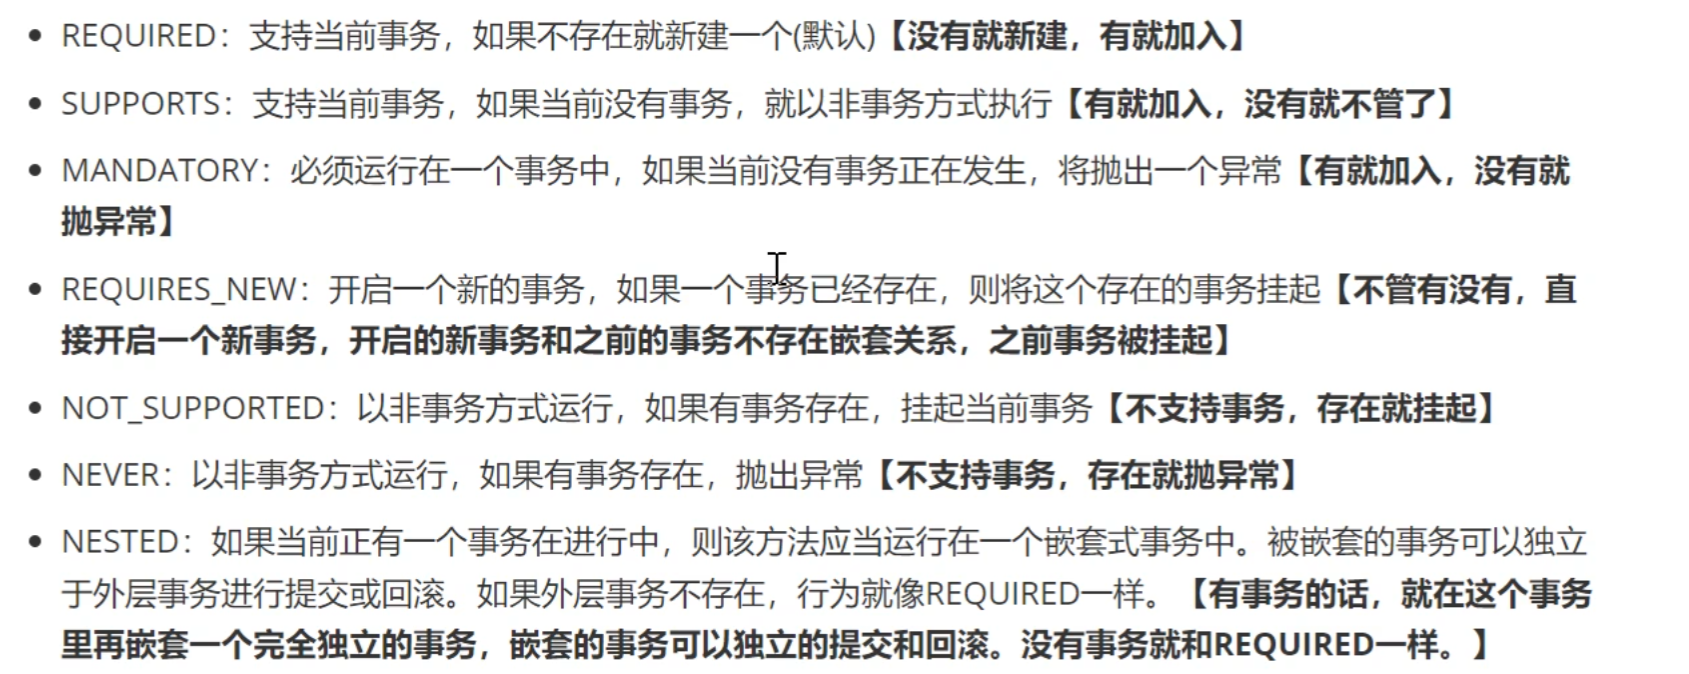 • REQUIRED：支持当前事务，如果不存在就新建一个(默认)【没有就新建，有就加入】
• SUPPORTS：支持当前事务，如果当前没有事务，就以非事务方式执行【有就加入，没有就不管了】
• MANDATORY：必须运行在一个事务中，如果当前没有事务正在发生，将抛出一个异常【有就加入，没有就
抛异常】
• REQUIRES_NEW：开启一个新的事务，如果一个事务已经存在，则将这个存在的事务挂起【不管有没有，直
接开启一个新事务，开启的新事务和之前的事务不存在嵌套关系，之前事务被挂起】
• NOT_SUPPORTED：以非事务方式运行，如果有事务存在，挂起当前事务【不支持事务，存在就挂起】
• NEVER：以非事务方式运行，如果有事务存在，抛出异常【不支持事务，存在就抛异常】
• NESTED：如果当前正有一个事务在进行中，则该方法应当运行在一个嵌套式事务中。被嵌套的事务可以独立
于外层事务进行提交或回滚。如果外层事务不存在，行为就像REQUIRED一样。【有事务的话，就在这个事务
里再嵌套一个完全独立的事务，嵌套的事务可以独立的提交和回滚。没有事务就和REQUIRED一样。】